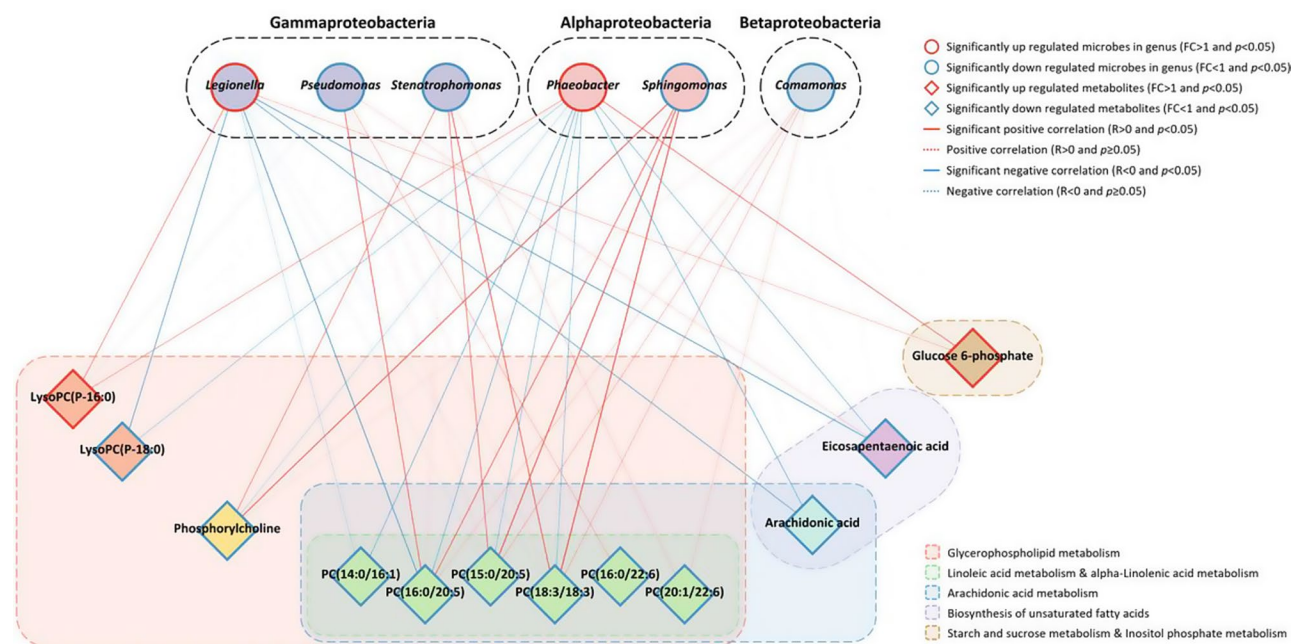 Gammaproteobacteria
Alphaproteobacteria
Betaproteobacteria
Legionella
Pseudomonas
Stenotrophomonas
Phaeobacter
Sphingomonas
Comamonas
Significantly up regulated microbes in genus (FC>1 and p<0.05)
Significantly down regulated microbes in genus (FC<1 and p<0.05)
Significantly up regulated metabolites (FC>1 and p<0.05)
Significantly down regulated metabolites (FC<1 and p<0.05)
Significant positive correlation (R>0 and p<0.05)
Positive correlation (R>0 and p≥0.05)
Significant negative correlation (R<0 and p<0.05)
Negative correlation (R<0 and p≥0.05)
Glucose 6-phosphate
LysoPC(P-16:0)
LysoPC(P-18:0)
Eicosapentaenoic acid
Phosphorylcholine
Arachidonic acid
PC(14:0/16:1)
PC(16:0/20:5)
PC(15:0/20:5)
PC(18:3/18:3)
PC(16:0/22:6)
PC(20:1/22:6)
Glycerophospholipid metabolism
Linoleic acid metabolism & alpha-Linolenic acid metabolism
Arachidonic acid metabolism
Biosynthesis of unsaturated fatty acids
Starch and sucrose metabolism & Inositol phosphate metabolism